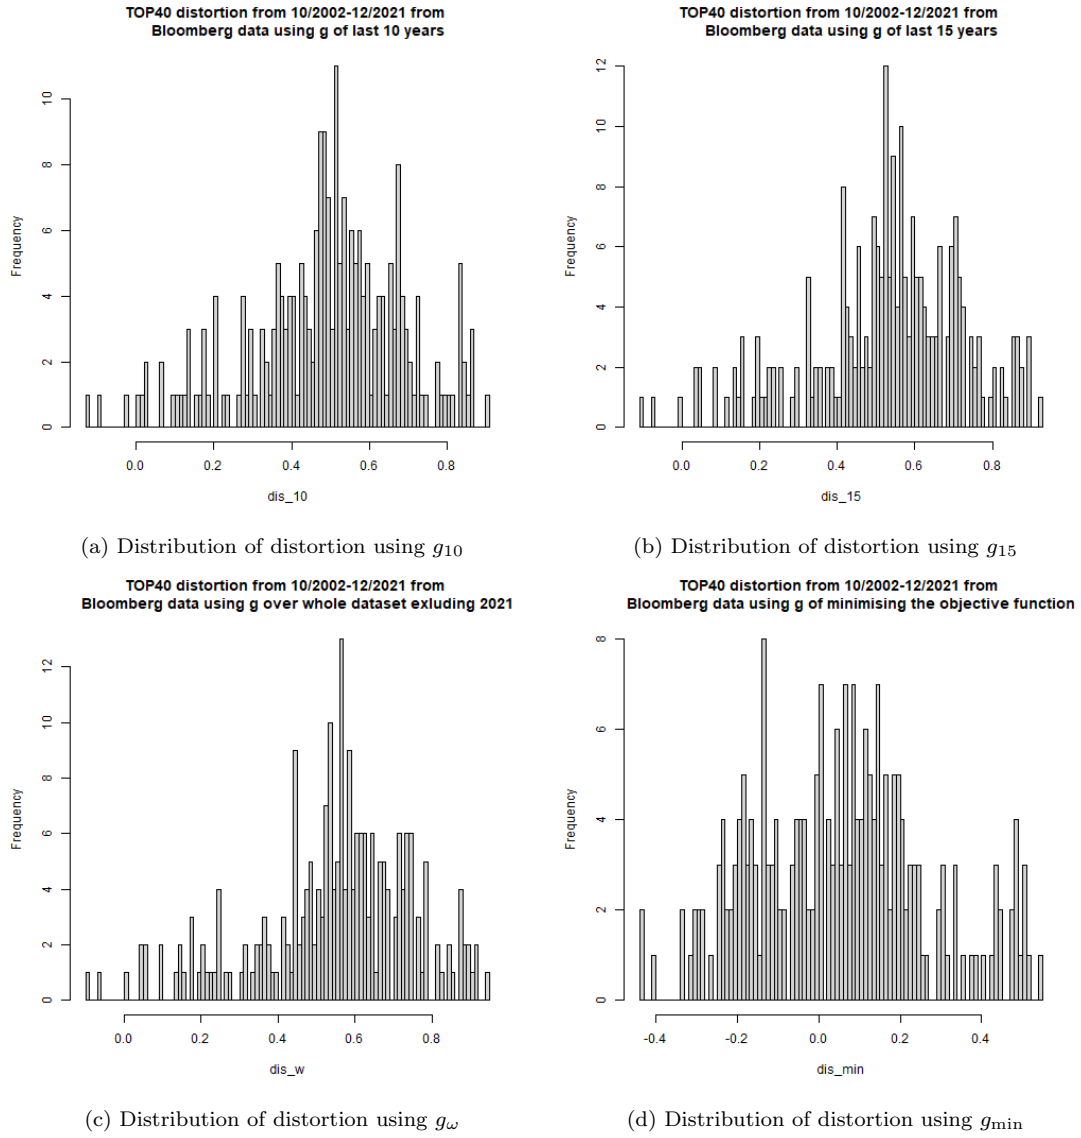 TOP40 distortion from 10/2002-12/2021 from
Bloomberg data using g of last 10 years
Frequency
0
2
4
6
8
10
0.0 0.2 0.4 0.6 0.8
dis_10
(a) Distribution of distortion using g10
TOP40 distortion from 10/2002-12/2021 from
Bloomberg data using g of last 15 years
Frequency
0
2
4
6
8
10
12
0.0 0.2 0.4 0.6 0.8
dis_15
(b) Distribution of distortion using g15
TOP40 distortion from 10/2002-12/2021 from
Bloomberg data using g over whole dataset exluding 2021
Frequency
0
2
4
6
8
10
12
0.0 0.2 0.4 0.6 0.8
dis_w
(c) Distribution of distortion using gω
TOP40 distortion from 10/2002-12/2021 from
Bloomberg data using g of minimising the objective function
Frequency
0
2
4
6
8
-0.4 -0.2 0.0 0.2 0.4
dis_min
(d) Distribution of distortion using gmin